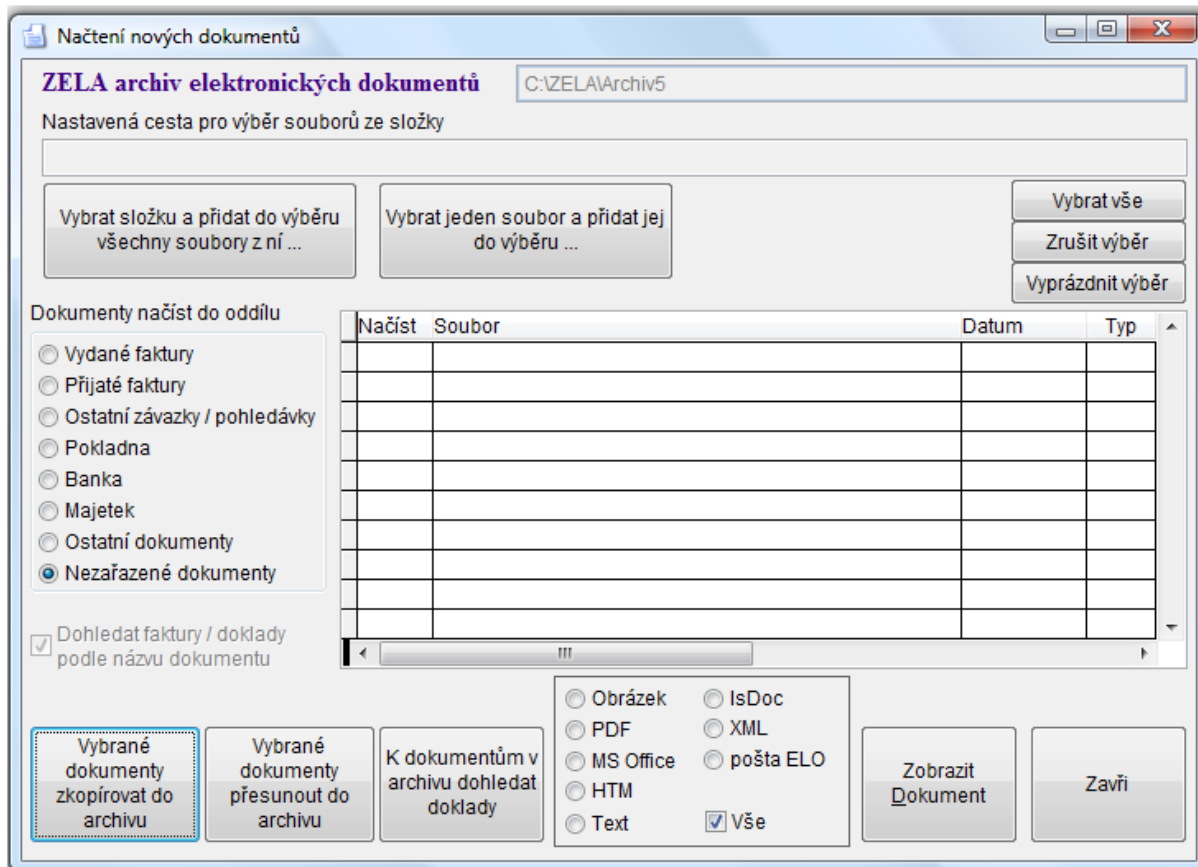 Načtení nových dokumentů
ZELA archiv elektronických dokumentů
C:\ZELA\Archiv5
Nastavená cesta pro výběr souborů ze složky
Vybrat složku a přidat do výběru
všechny soubory z ní ...
Vybrat jeden soubor a přidat jej
do výběru ...
Vybrat vše
Zrušit výběr
Vyprázdnit výběr
Dokumenty načíst do oddílu
Vydané faktury
Přijaté faktury
Ostatní závazky / pohledávky
Pokladna
Banka
Majetek
Ostatní dokumenty
Nezařazené dokumenty
Dohledat faktury / doklady
podle názvu dokumentu
Načíst Soubor Datum Typ
Vybrané
dokumenty
zkopírovat do
archivu
Vybrané
dokumenty
přesunout do
archivu
K dokumentům v
archivu dohledat
doklady
Obrázek
PDF
MS Office
HTM
Text
IsDoc
XML
pošta ELO
Vše
Zobrazit
Dokument
Zavři